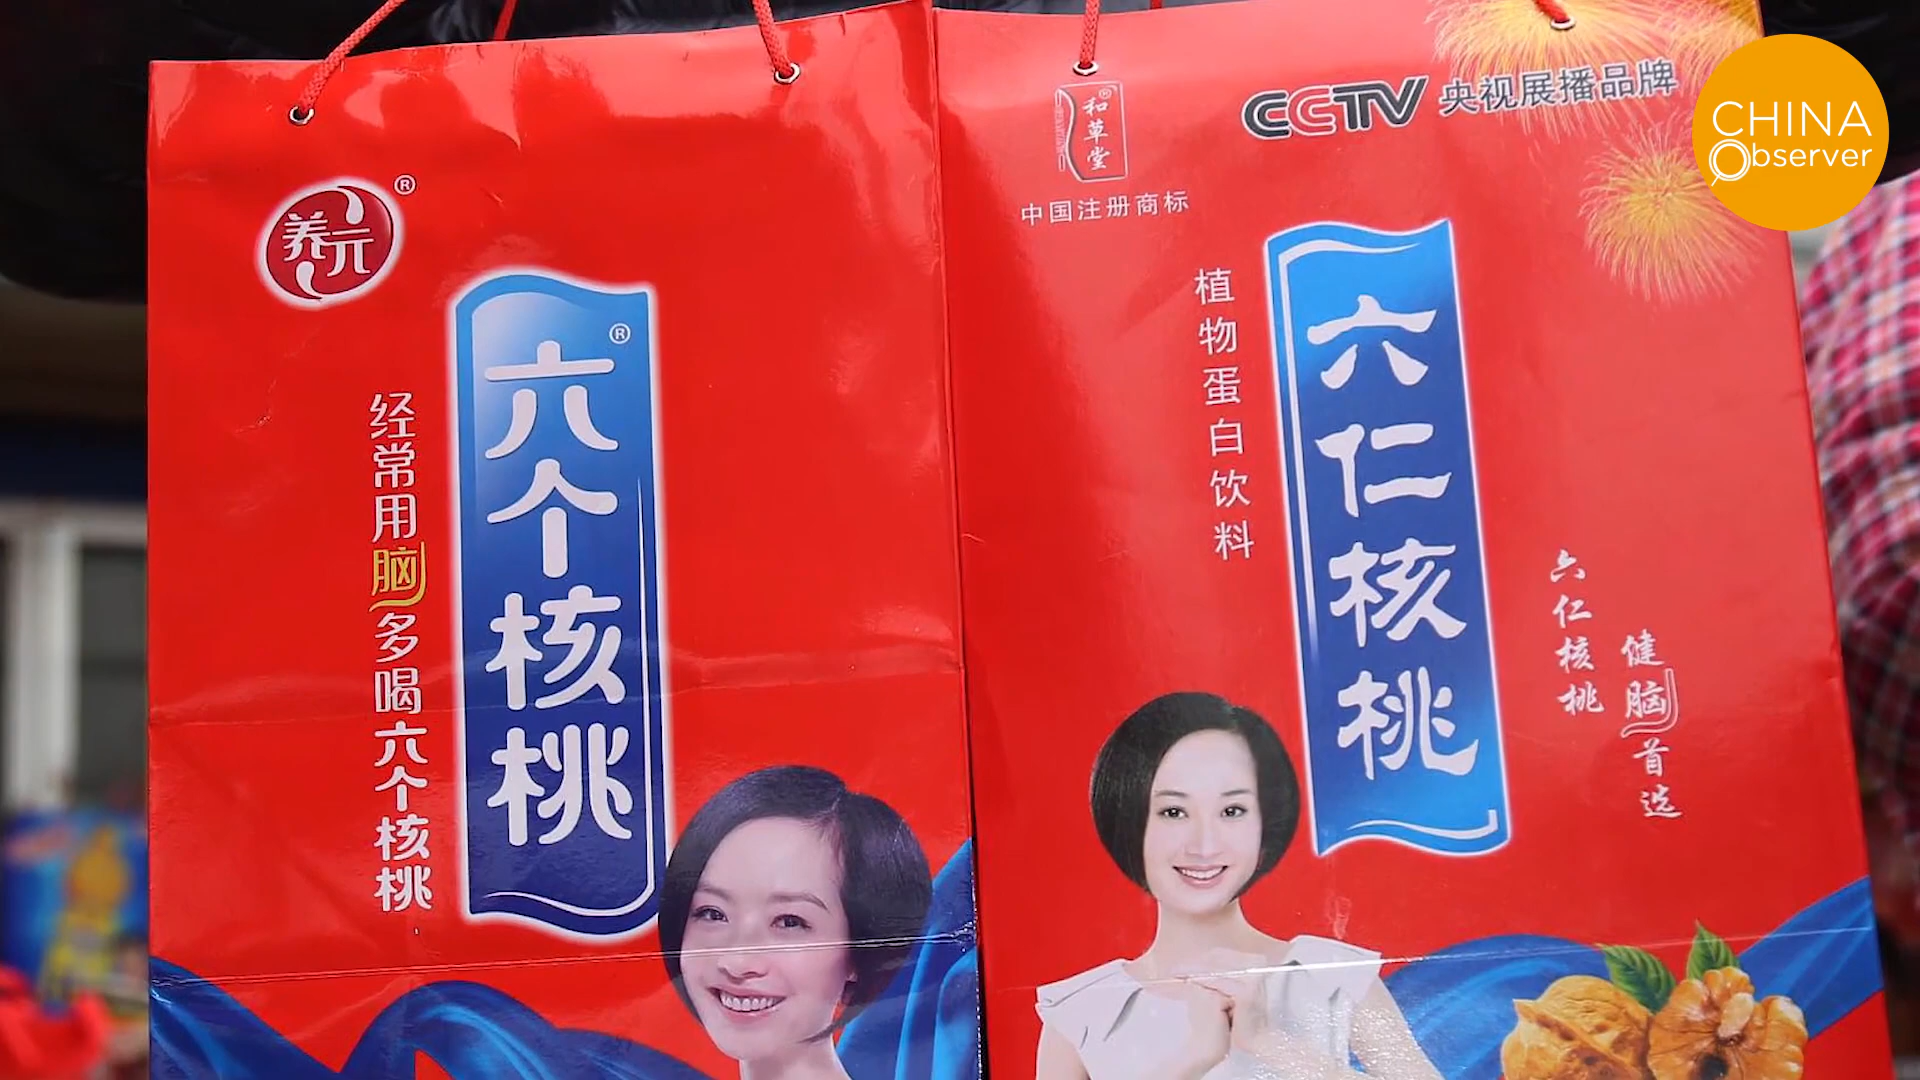 养元®
六个核桃®
经常用脑多喝六个核桃
和草堂®
中国注册商标
CCTV 央视展播品牌
植物蛋白饮料
六仁核桃
六仁核桃
健脑首选
CHINA
Observer